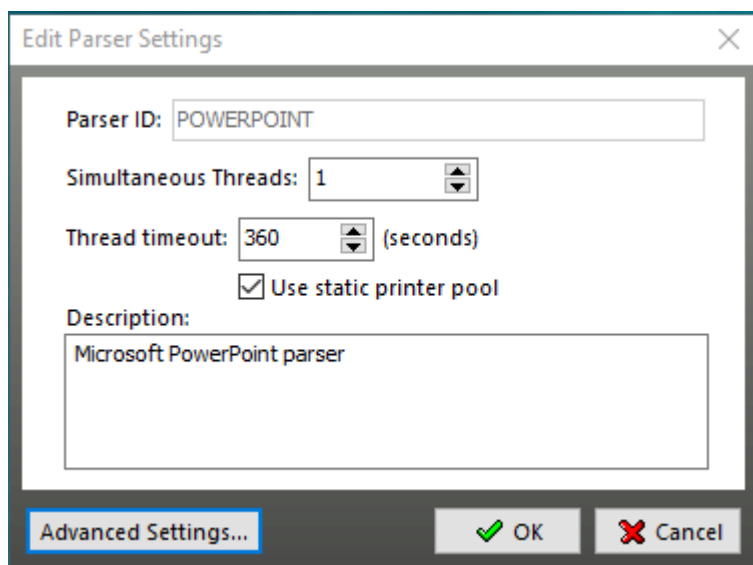 Edit Parser Settings
Parser ID: POWERPOINT
Simultaneous Threads: 1
Thread timeout: 360 (seconds)
Use static printer pool
Description:
Microsoft PowerPoint parser
Advanced Settings... OK Cancel